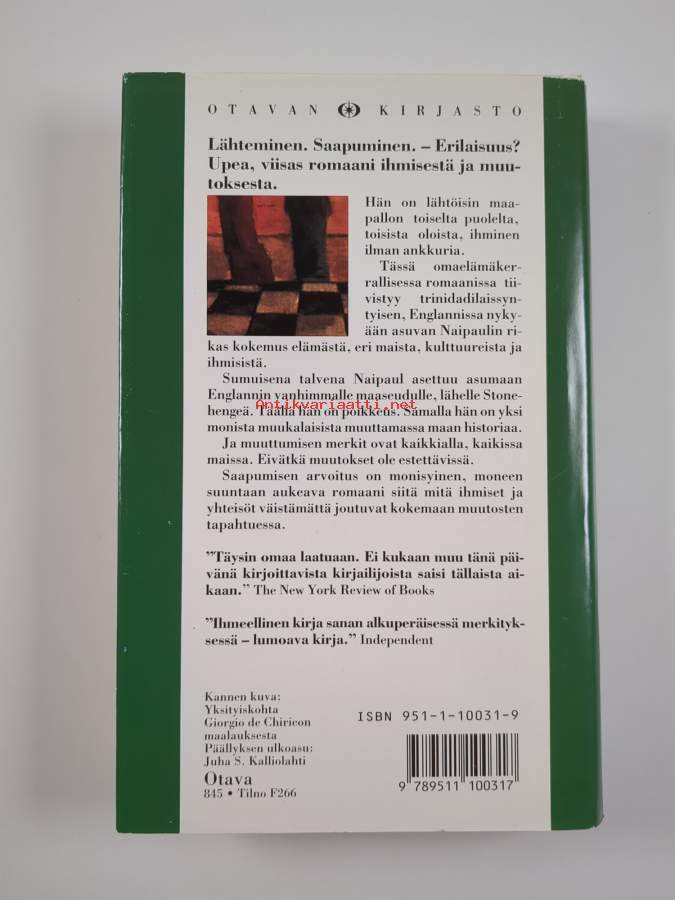 OTAVAN KIRJASTO
Lähteminen. Saapuminen. – Erilaisuus?
Upea, viisas romaani ihmisestä ja muu-
toksesta.
Hän on lähtöisin maa-
pallon toiselta puolelta,
toisista oloista, ihminen
ilman ankkuria.
Tässä omaelämäker-
rallisessa romaanissa tii-
vistyy trinidadilaissyn-
tyisen, Englannissa nyky-
ään asuvan Naipaulin ri-
kas kokemus elämästä, eri maista, kulttuureista ja
ihmisistä.
Sumuisena talvena Naipaul asettuu asumaan
Englannin vanhimmalle maaseudulle, lähelle Stone-
hengeä. Täällä hän on poikkeus. Samalla hän on yksi
Antikvariaatti.net
monista muukalaisista muuttamassa maan historiaa.
Ja muuttumisen merkit ovat kaikkialla, kaikissa
maissa. Eivätkä muutokset ole estettävissä.
Saapumisen arvoitus on monisyinen, moneen
suuntaan aukeava romaani siitä mitä ihmiset ja
yhteisöt väistämättä joutuvat kokemaan muutosten
tapahtuessa.
”Täysin omaa laatuaan. Ei kukaan muu tänä päi-
vänä kirjoittavista kirjailijoista saisi tällaista ai-
kaan.” The New York Review of Books
”Ihmeellinen kirja sanan alkuperäisessä merkityk-
sessä – lumoava kirja.” Independent
Kannen kuva:
Yksityiskohta
Giorgio de Chiricon
maalauksesta
Päällyksen ulkoasu:
Juha S. Kalliolahti
Otava
845 • Tilno F266
ISBN 951-1-10031-9
9 789511 100317